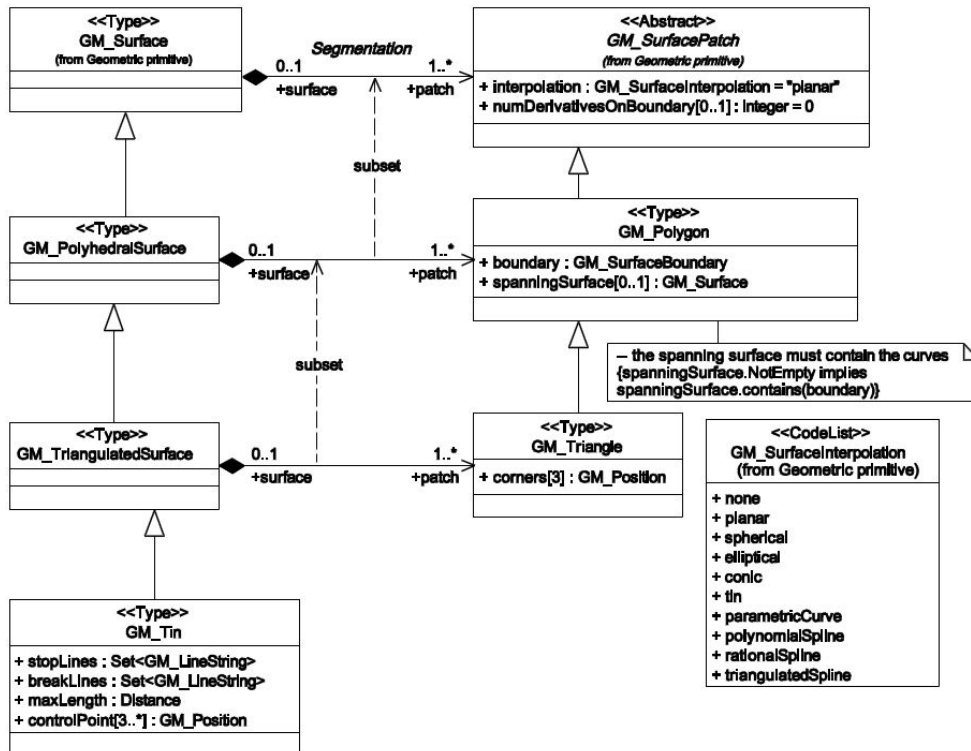 <<Type>>
GM_Surface
(from Geometric primitive)
Segmentation
0..1
+surface
1..*
+patch
<<Abstract>>
GM_SurfacePatch
(from Geometric primitive)
+ interpolation : GM_SurfaceInterpolation = "planar"
+ numDerivativesOnBoundary[0..1] : Integer = 0
subset
<<Type>>
GM_PolyhedralSurface
0..1
+surface
1..*
+patch
<<Type>>
GM_Polygon
+ boundary : GM_SurfaceBoundary
+ spanningSurface[0..1] : GM_Surface
subset
– the spanning surface must contain the curves
{spanningSurface.NotEmpty implies
spanningSurface.contains(boundary)}
<<Type>>
GM_TriangulatedSurface
0..1
+surface
1..*
+patch
<<Type>>
GM_Triangle
+ corners[3] : GM_Position
<<CodeList>>
GM_SurfaceInterpolation
(from Geometric primitive)
+ none
+ planar
+ spherical
+ elliptical
+ conic
+ tin
+ parametricCurve
+ polynomialSpline
+ rationalSpline
+ triangulatedSpline
<<Type>>
GM_Tin
+ stopLines : Set<GM_LineString>
+ breakLines : Set<GM_LineString>
+ maxLength : Distance
+ controlPoint[3..*] : GM_Position